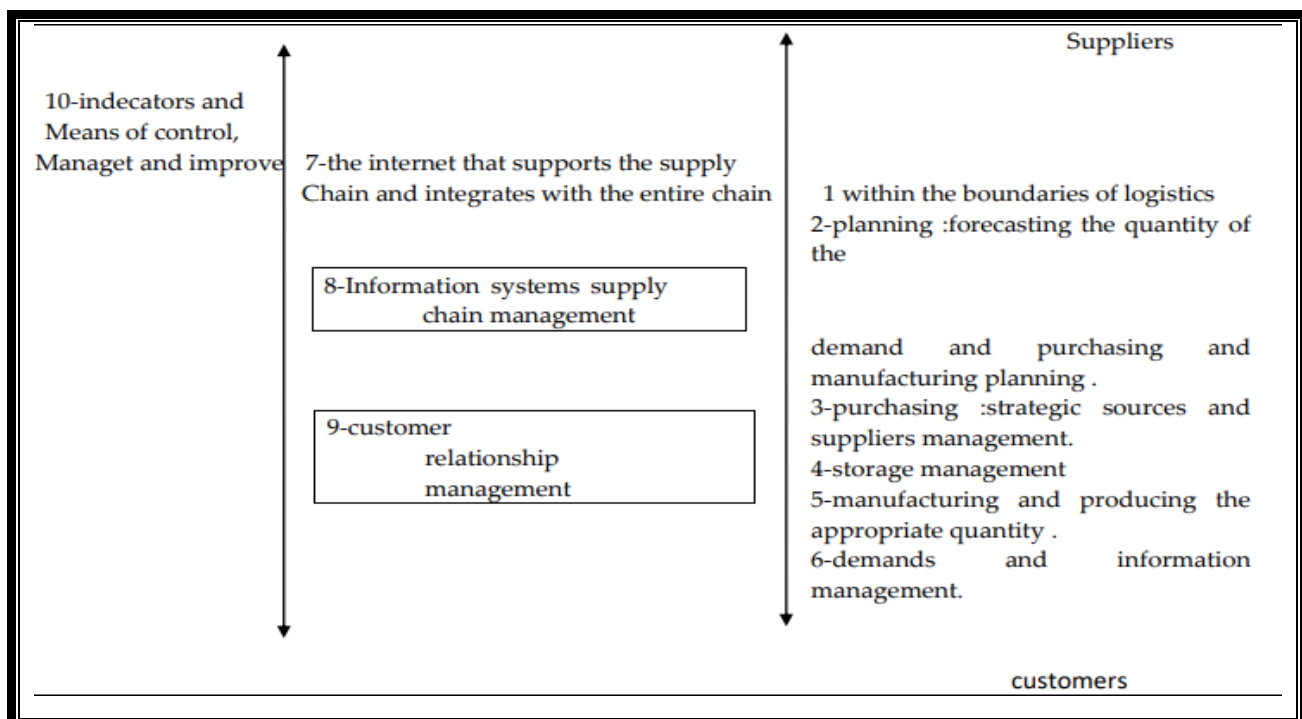 Suppliers
10-indecators and
Means of control,
Managet and improve
7-the internet that supports the supply
Chain and integrates with the entire chain
8-Information systems supply
chain management
9-customer
relationship
management
1 within the boundaries of logistics
2-planning :forecasting the quantity of
the
demand and purchasing and
manufacturing planning .
3-purchasing :strategic sources and
suppliers management.
4-storage management
5-manufacturing and producing the
appropriate quantity .
6-demands and information
management.
customers